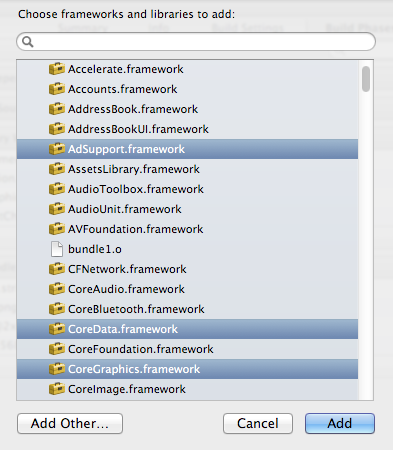 Choose frameworks and libraries to add:
Accelerate.framework
Accounts.framework
AddressBook.framework
AddressBookUI.framework
AdSupport.framework
AssetsLibrary.framework
AudioToolbox.framework
AudioUnit.framework
AVFoundation.framework
bundle1.o
CFNetwork.framework
CoreAudio.framework
CoreBluetooth.framework
CoreData.framework
CoreFoundation.framework
CoreGraphics.framework
CoreImage.framework
Add Other... Cancel Add